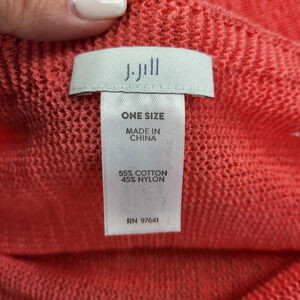 J.Jill
ONE SIZE
MADE IN
CHINA
55% COTTON
45% NYLON
RN 97641